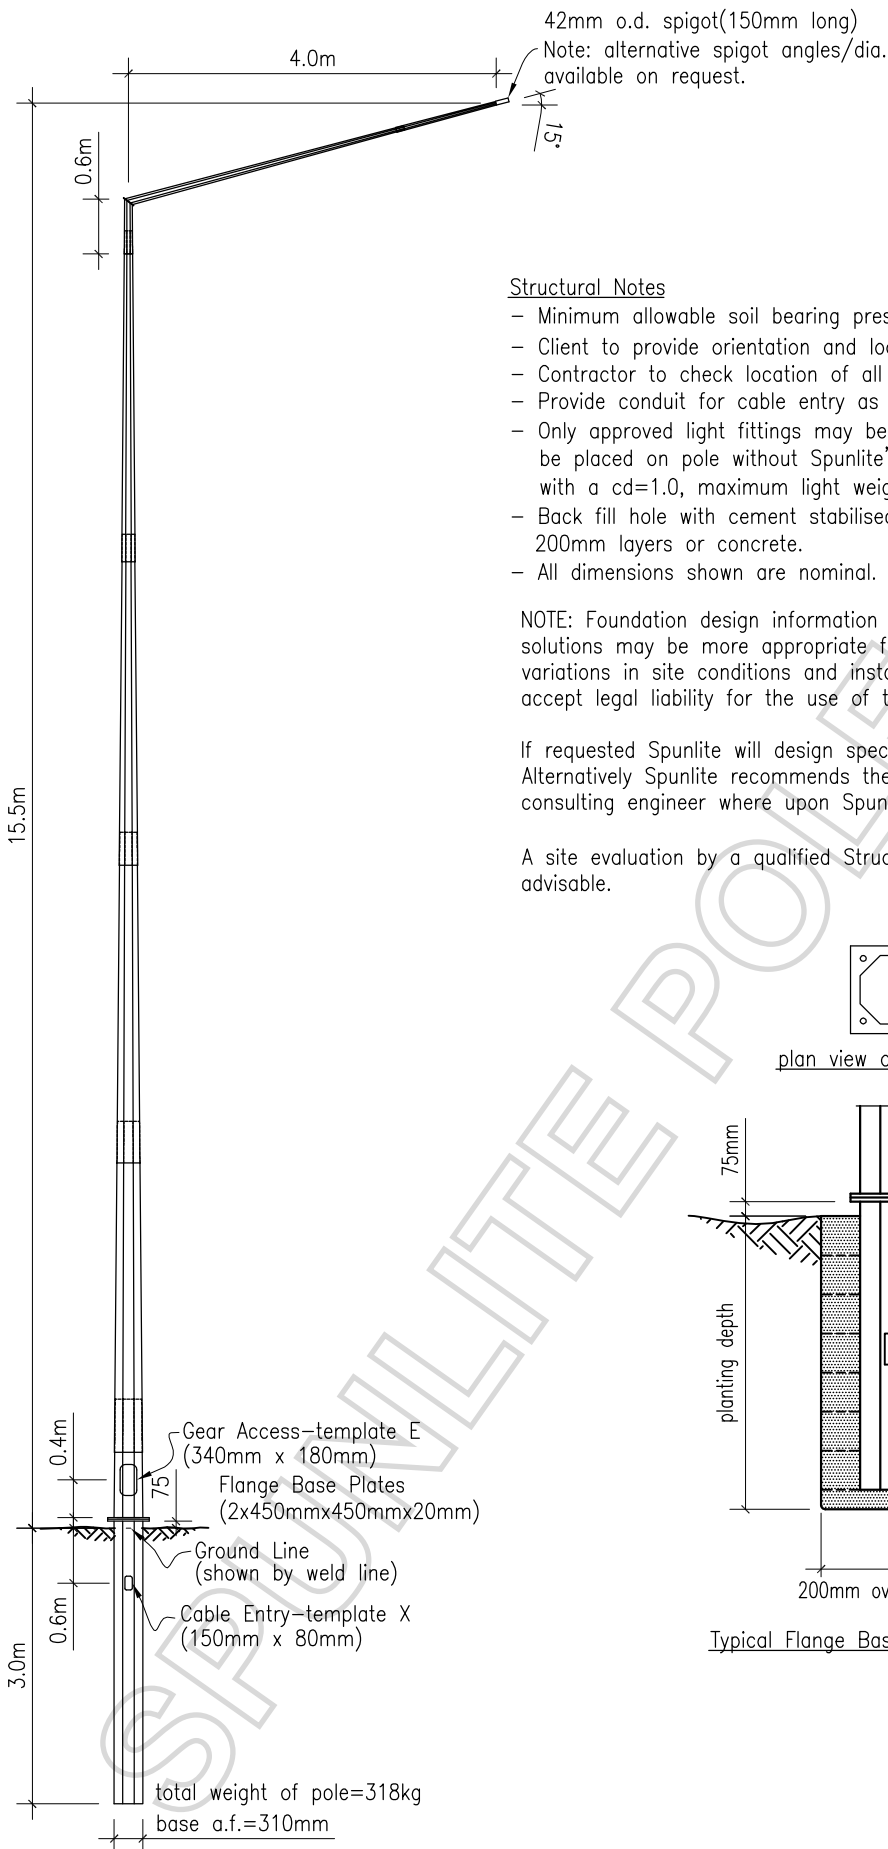 42mm o.d. spigot(150mm long)
Note: alternative spigot angles/dia.
available on request.
4.0m
15°
0.6m
Structural Notes
– Minimum allowable soil bearing pres
– Client to provide orientation and loc
– Contractor to check location of all
– Provide conduit for cable entry as
– Only approved light fittings may be
be placed on pole without Spunlite'
with a cd=1.0, maximum light weig
– Back fill hole with cement stabilised
200mm layers or concrete.
– All dimensions shown are nominal.
NOTE: Foundation design information
solutions may be more appropriate f
variations in site conditions and insta
accept legal liability for the use of t
If requested Spunlite will design spec
Alternatively Spunlite recommends the
consulting engineer where upon Spunl
A site evaluation by a qualified Struc
advisable.
15.5m
plan view o
75mm
planting depth
200mm ov
Typical Flange Bas
0.4m
Gear Access–template E
(340mm x 180mm)
75
Flange Base Plates
(2x450mmx450mmx20mm)
Ground Line
(shown by weld line)
0.6m
Cable Entry–template X
(150mm x 80mm)
3.0m
total weight of pole=318kg
base a.f.=310mm
SPUNLITE POLE